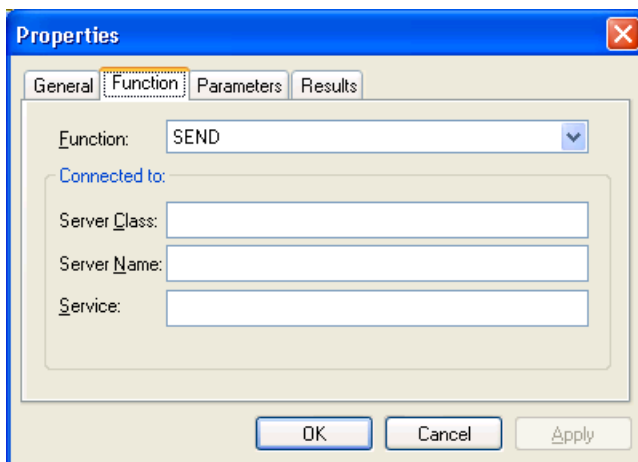 Properties
General Function Parameters Results
Function: SEND
Connected to:
Server Class:
Server Name:
Service:
OK Cancel Apply